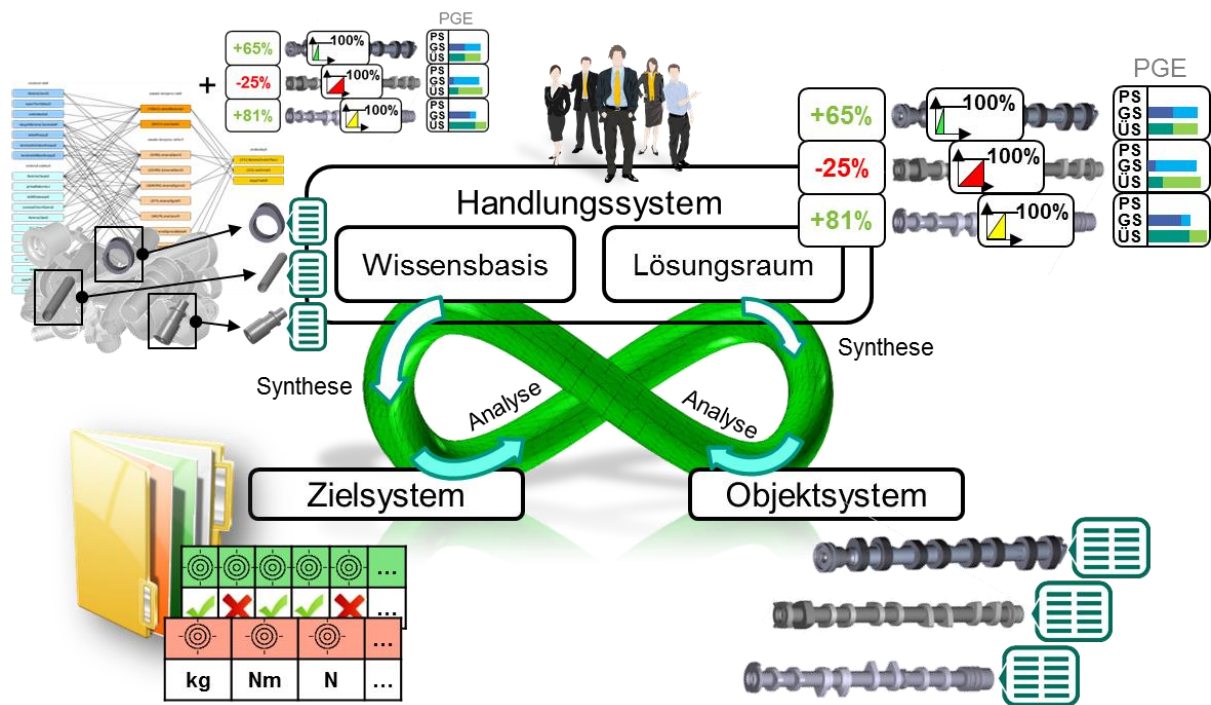 PGE
+65%
100%
PS
GS
ÜS
+
-25%
100%
PS
GS
ÜS
+81%
100%
PS
GS
ÜS
PGE
+65%
100%
PS
GS
ÜS
-25%
100%
PS
GS
ÜS
+81%
100%
PS
GS
ÜS
Handlungssystem
Wissensbasis
Lösungsraum
Synthese
Synthese
Analyse
Analyse
Zielsystem
Objektsystem
...
...
...
kg
Nm
N
...